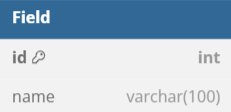 Field
id int
name varchar(100)